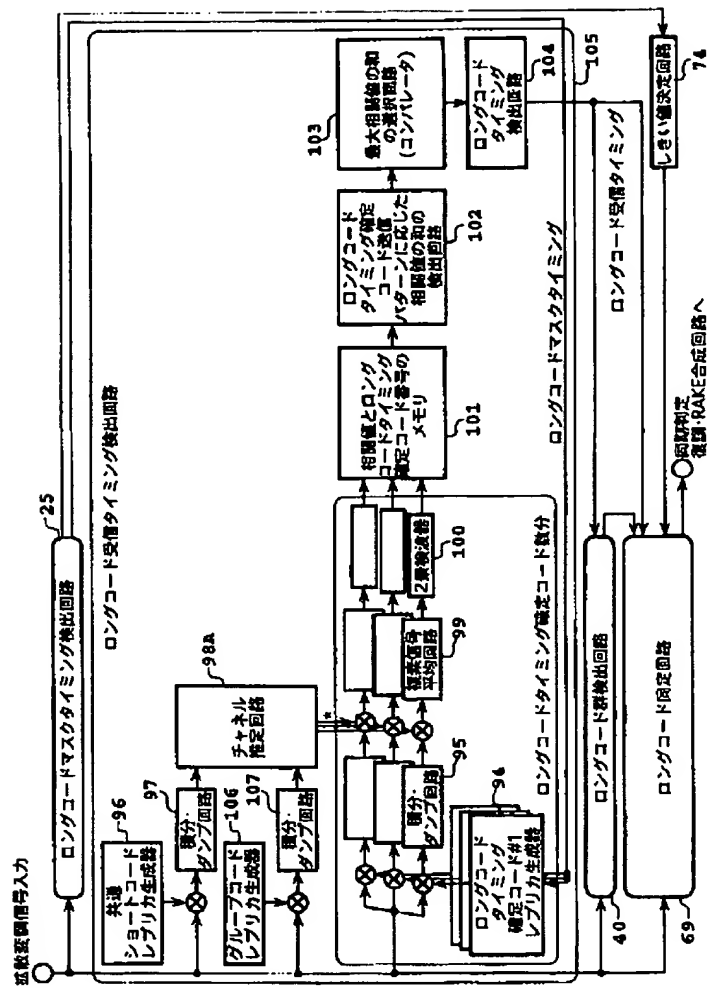 拡散変調信号入力
ロングコードマスクタイミング検出回路
25
ロングコード受信タイミング検出回路
共通
ショートコード
レプリカ生成器
96
積分・
ダンプ回路
97
グループコード
レプリカ生成器
106
積分・
ダンプ回路
107
チャネル
推定回路
98A
*
ロングコード
タイミング
確定コード#1
レプリカ生成器
94
積分・
ダンプ回路
95
複素信号
平均回路
99
2乗検波器
100
ロングコードタイミング確定コード数分
相関値とロング
コードタイミング
確定コード番号の
メモリ
101
ロングコード
タイミング確定
コード送信
パターンに応じた
相関値の和の
検出回路
102
最大相関値の和
の選択回路
(コンパレータ)
103
ロングコード
タイミング
検出回路
104
105
ロングコードマスクタイミング
ロングコード受信タイミング
しきい値決定回路
74
ロングコード群検出回路
40
ロングコード同定回路
69
同期判定
復調・RAKE合成回路へ